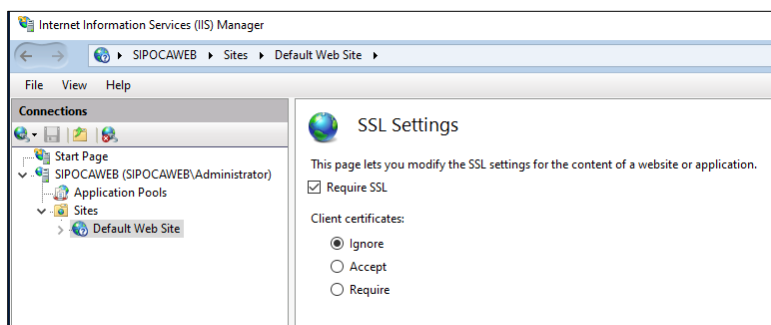 Internet Information Services (IIS) Manager
SIPOCAWEB Sites Default Web Site
File View Help
Connections
Start Page
SIPOCAWEB (SIPOCAWEB\Administrator)
Application Pools
Sites
Default Web Site
SSL Settings
This page lets you modify the SSL settings for the content of a website or application.
Require SSL
Client certificates:
Ignore
Accept
Require